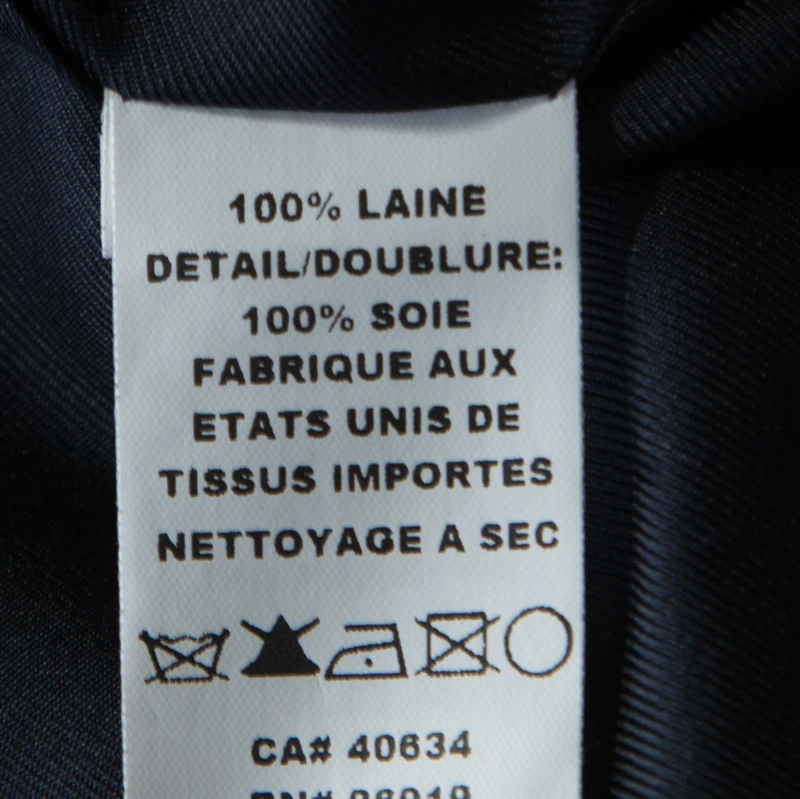 100% LAINE
DETAIL/DOUBLURE:
100% SOIE
FABRIQUE AUX
ETATS UNIS DE
TISSUS IMPORTES
NETTOYAGE A SEC
CA# 40634